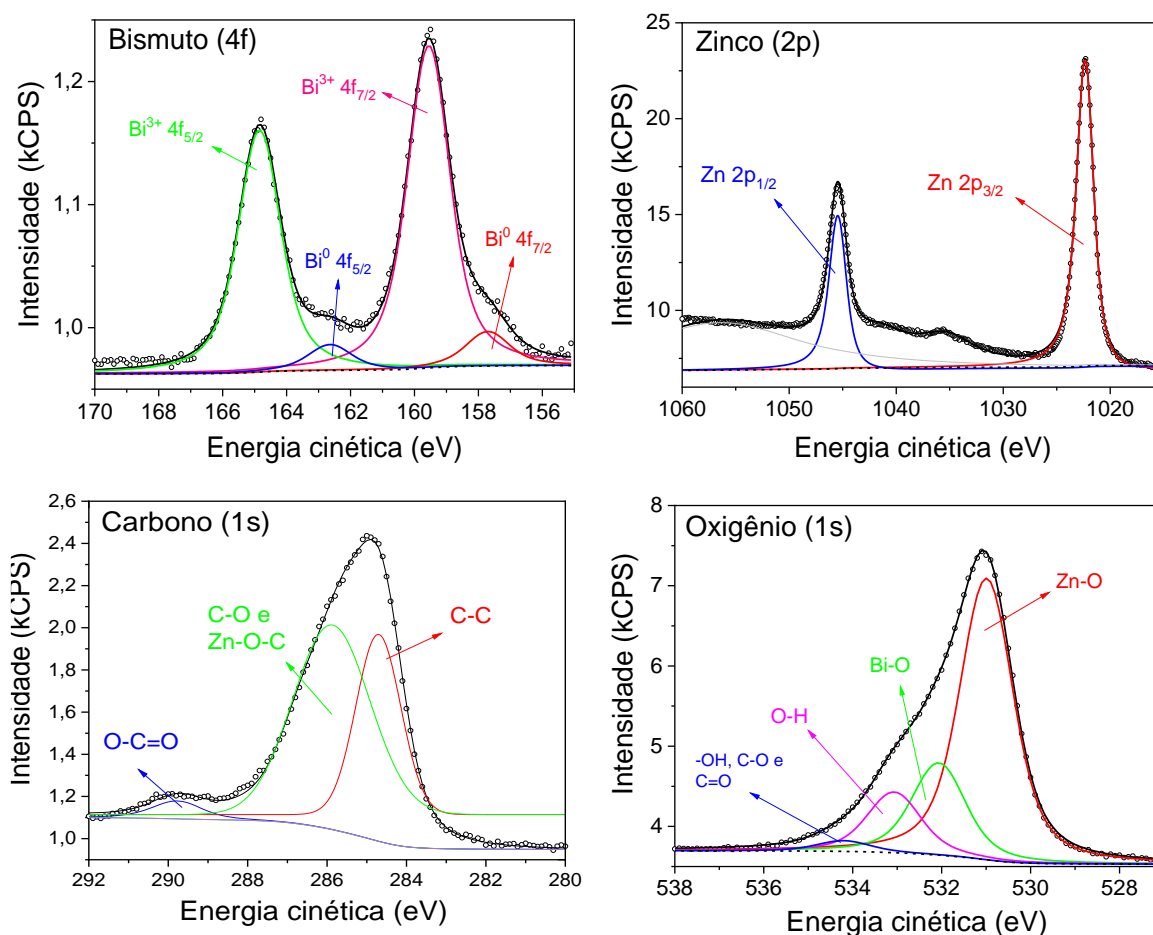 Bismuto (4f)
Intensidade (kCPS)
1,2
1,1
1,0
Bi³⁺ 4f₇/₂
Bi³⁺ 4f₅/₂
Bi⁰ 4f₇/₂
Bi⁰ 4f₅/₂
170 168 166 164 162 160 158 156
Energia cinética (eV)
Zinco (2p)
Intensidade (kCPS)
25
20
15
10
Zn 2p₁/₂
Zn 2p₃/₂
1060 1050 1040 1030 1020
Energia cinética (eV)
Carbono (1s)
Intensidade (kCPS)
2,6
2,4
2,2
2,0
1,8
1,6
1,4
1,2
1,0
C-O e
Zn-O-C
C-C
O-C=O
292 290 288 286 284 282 280
Energia cinética (eV)
Oxigênio (1s)
Intensidade (kCPS)
8
7
6
5
4
Zn-O
Bi-O
O-H
-OH, C-O e
C=O
538 536 534 532 530 528
Energia cinética (eV)